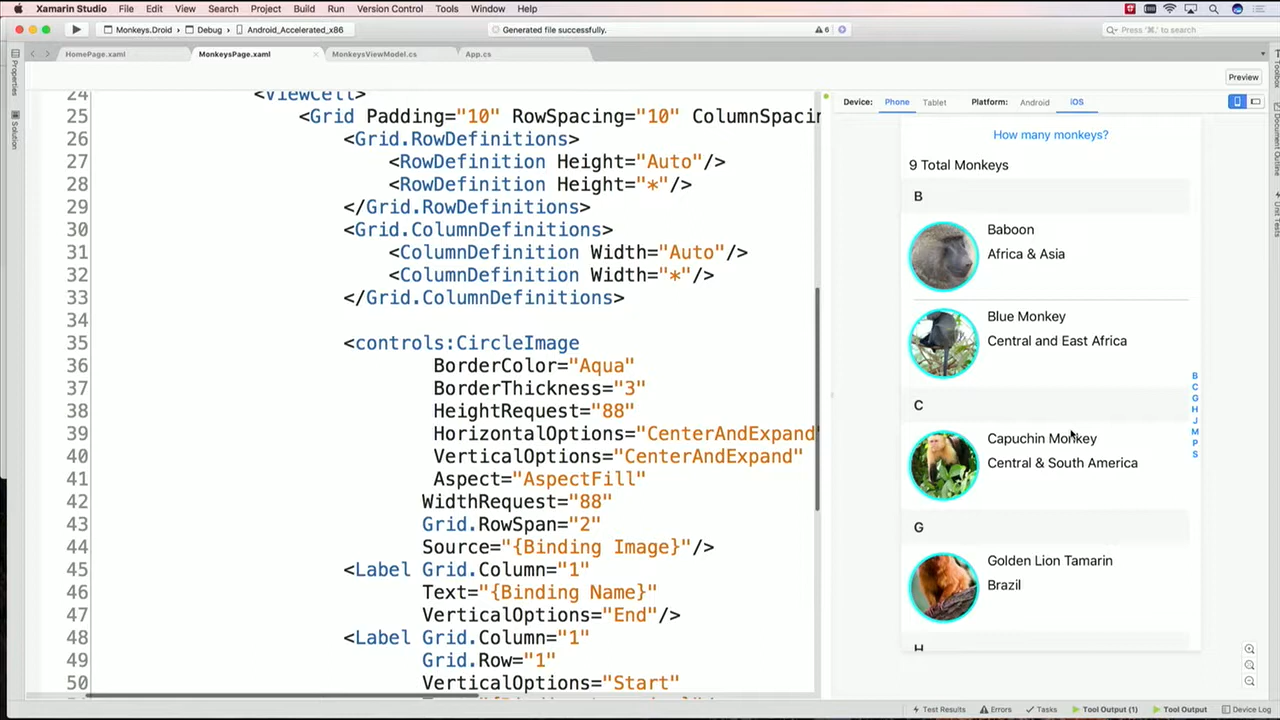 Xamarin Studio File Edit View Search Project Build Run Version Control Tools Window Help
Monkeys.Droid > Debug > Android_Accelerated_x86
Generated file successfully.
6
Press '⌘.' to search
HomePage.xaml
MonkeysPage.xaml
MonkeysViewModel.cs
App.cs
Preview
Properties
Solution
Toolbox
Document Outline
Unit Tests
24 <ViewCell>
25 <Grid Padding="10" RowSpacing="10" ColumnSpacin
26 <Grid.RowDefinitions>
27 <RowDefinition Height="Auto"/>
28 <RowDefinition Height="*"/>
29 </Grid.RowDefinitions>
30 <Grid.ColumnDefinitions>
31 <ColumnDefinition Width="Auto"/>
32 <ColumnDefinition Width="*"/>
33 </Grid.ColumnDefinitions>
34
35 <controls:CircleImage
36 BorderColor="Aqua"
37 BorderThickness="3"
38 HeightRequest="88"
39 HorizontalOptions="CenterAndExpand"
40 VerticalOptions="CenterAndExpand"
41 Aspect="AspectFill"
42 WidthRequest="88"
43 Grid.RowSpan="2"
44 Source="{Binding Image}"/>
45 <Label Grid.Column="1"
46 Text="{Binding Name}"
47 VerticalOptions="End"/>
48 <Label Grid.Column="1"
49 Grid.Row="1"
50 VerticalOptions="Start"
Device: Phone Tablet Platform: Android iOS
How many monkeys?
9 Total Monkeys
B
Baboon
Africa & Asia
Blue Monkey
Central and East Africa
C
Capuchin Monkey
Central & South America
G
Golden Lion Tamarin
Brazil
H
B
C
G
H
J
M
P
S
Test Results Errors Tasks Tool Output (1) Tool Output Device Log